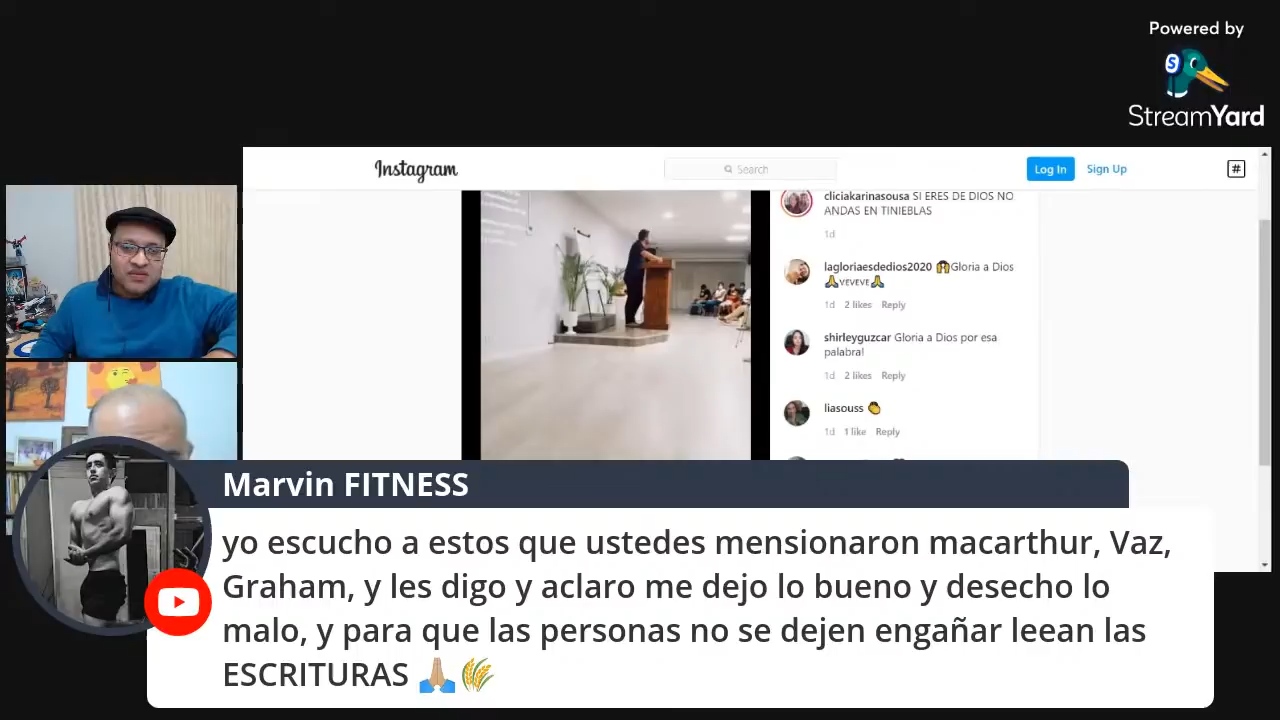 Powered by
StreamYard
Instagram
Search
Log In
Sign Up
#
cliciakarinasousa SI ERES DE DIOS NO
ANDAS EN TINIEBLAS
1d
lagloriaesdedios2020 🙌Gloria a Dios
🙏VEVEVE🙏
1d 2 likes Reply
shirleyguzcar Gloria a Dios por esa
palabra!
1d 2 likes Reply
liasouss 👏
1d 1 like Reply
Marvin FITNESS
yo escucho a estos que ustedes mensionaron macarthur, Vaz,
Graham, y les digo y aclaro me dejo lo bueno y desecho lo
malo, y para que las personas no se dejen engañar leean las
ESCRITURAS 🙏🏼🌾